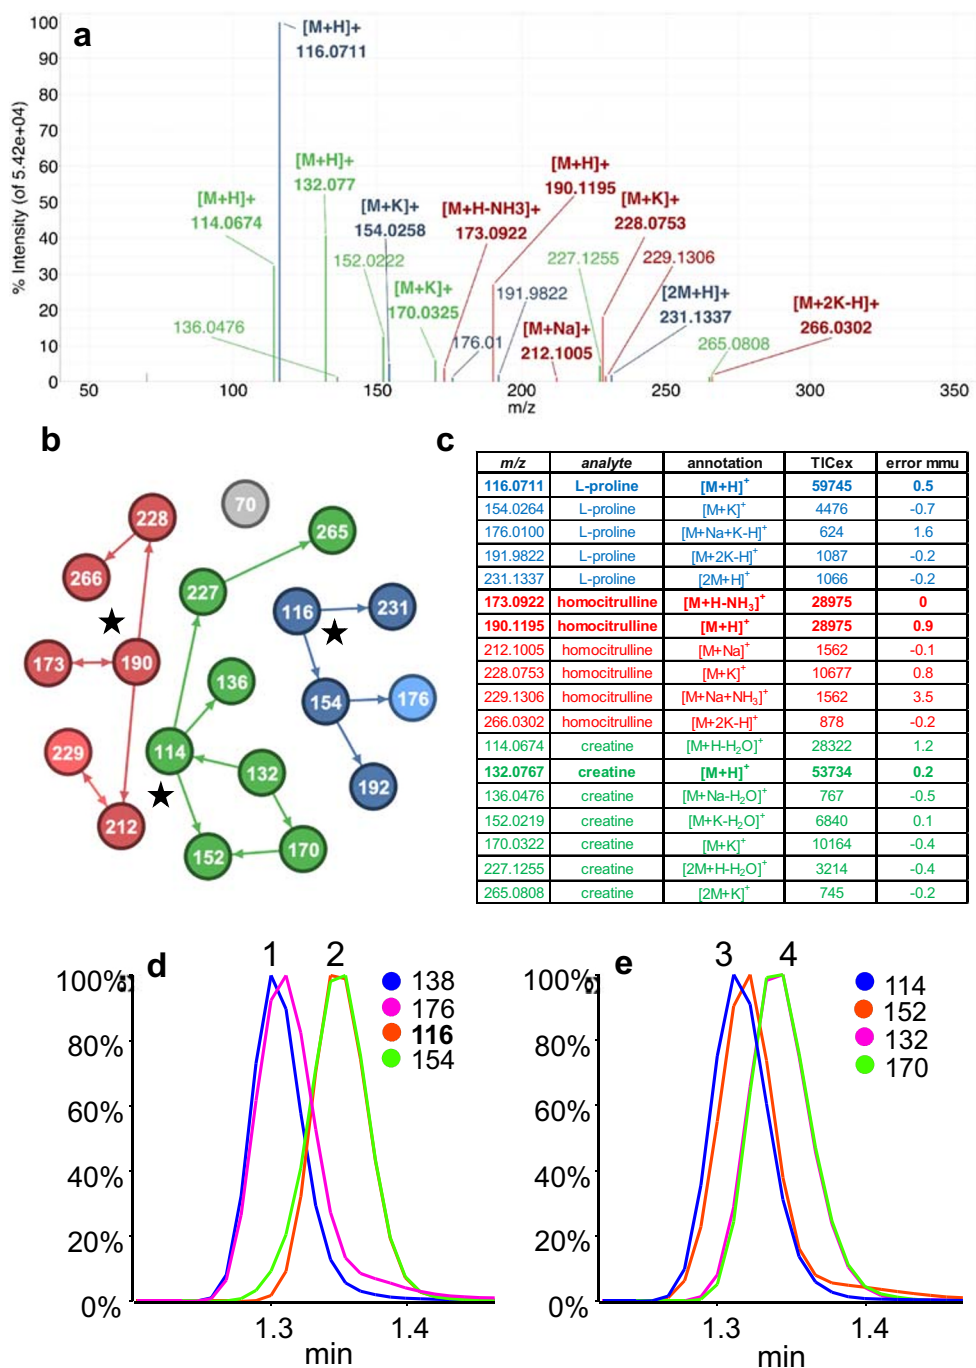 a
% Intensity (of 5.42e+04)
100
90
80
70
60
50
40
30
20
10
0
50
100
150
200
250
300
350
m/z
[M+H]+
116.0711
[M+H]+
132.077
[M+H]+
114.0674
[M+K]+
154.0258
[M+H-NH3]+
173.0922
[M+H]+
190.1195
[M+K]+
228.0753
152.0222
227.1255
229.1306
[M+K]+
170.0325
191.9822
[2M+H]+
231.1337
[M+2K-H]+
266.0302
136.0476
176.01
[M+Na]+
212.1005
265.0808
b
228
70
265
266
227
116
231
173
190
136
154
176
229
114
132
192
212
152
170
c
m/z analyte annotation TICex error mmu
116.0711 L-proline [M+H]+ 59745 0.5
154.0264 L-proline [M+K]+ 4476 -0.7
176.0100 L-proline [M+Na+K-H]+ 624 1.6
191.9822 L-proline [M+2K-H]+ 1087 -0.2
231.1337 L-proline [2M+H]+ 1066 -0.2
173.0922 homocitrulline [M+H-NH3]+ 28975 0
190.1195 homocitrulline [M+H]+ 28975 0.9
212.1005 homocitrulline [M+Na]+ 1562 -0.1
228.0753 homocitrulline [M+K]+ 10677 0.8
229.1306 homocitrulline [M+Na+NH3]+ 1562 3.5
266.0302 homocitrulline [M+2K-H]+ 878 -0.2
114.0674 creatine [M+H-H2O]+ 28322 1.2
132.0767 creatine [M+H]+ 53734 0.2
136.0476 creatine [M+Na-H2O]+ 767 -0.5
152.0219 creatine [M+K-H2O]+ 6840 0.1
170.0322 creatine [M+K]+ 10164 -0.4
227.1255 creatine [2M+H-H2O]+ 3214 -0.4
265.0808 creatine [2M+K]+ 745 -0.2
d
1 2
100%
80%
60%
40%
20%
0%
138
176
116
154
1.3 1.4
min
e
3 4
100%
80%
60%
40%
20%
0%
114
152
132
170
1.3 1.4
min